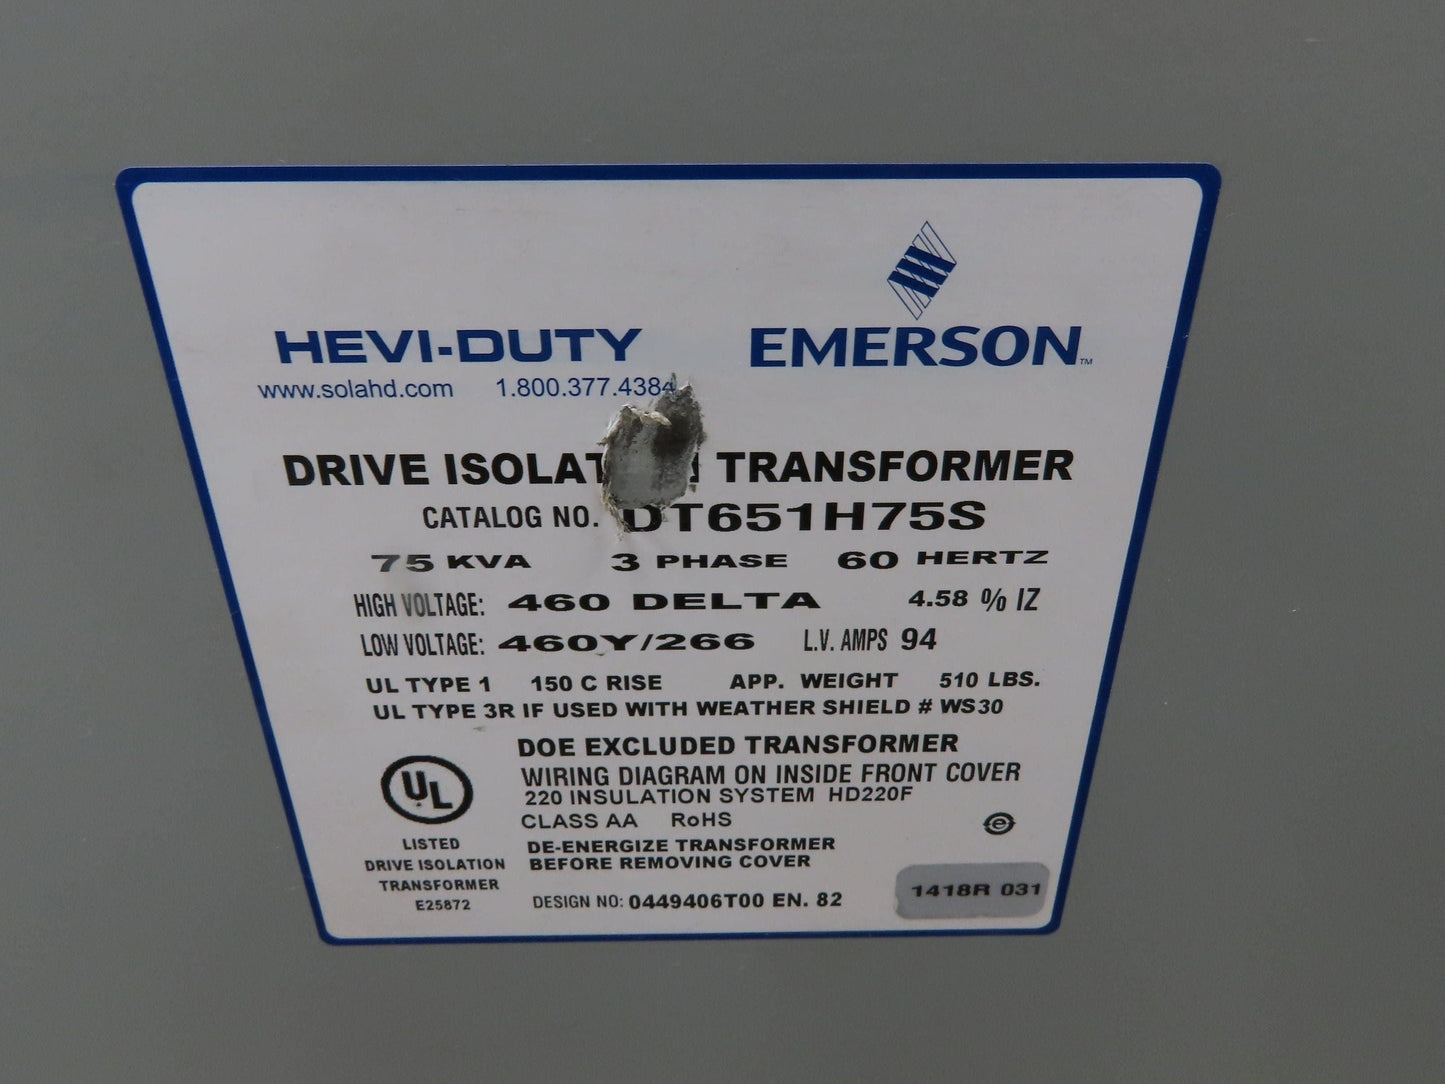 HEVI-DUTY
EMERSON™
www.solahd.com 1.800.377.4384
DRIVE TRANSFORMER
CATALOG NO. DT651H75S
75 KVA 3 PHASE 60 HERTZ
HIGH VOLTAGE: 460 DELTA 4.58 % IZ
LOW VOLTAGE: 460Y/266 L.V. AMPS 94
UL TYPE 1 150 C RISE APP. WEIGHT 510 LBS.
UL TYPE 3R IF USED WITH WEATHER SHIELD # WS30
DOE EXCLUDED TRANSFORMER
WIRING DIAGRAM ON INSIDE FRONT COVER
220 INSULATION SYSTEM HD220F
CLASS AA RoHS
DE-ENERGIZE TRANSFORMER
BEFORE REMOVING COVER
DESIGN NO: 0449406T00 EN. 82
UL
LISTED
DRIVE ISOLATION
TRANSFORMER
E25872
e
1418R 031